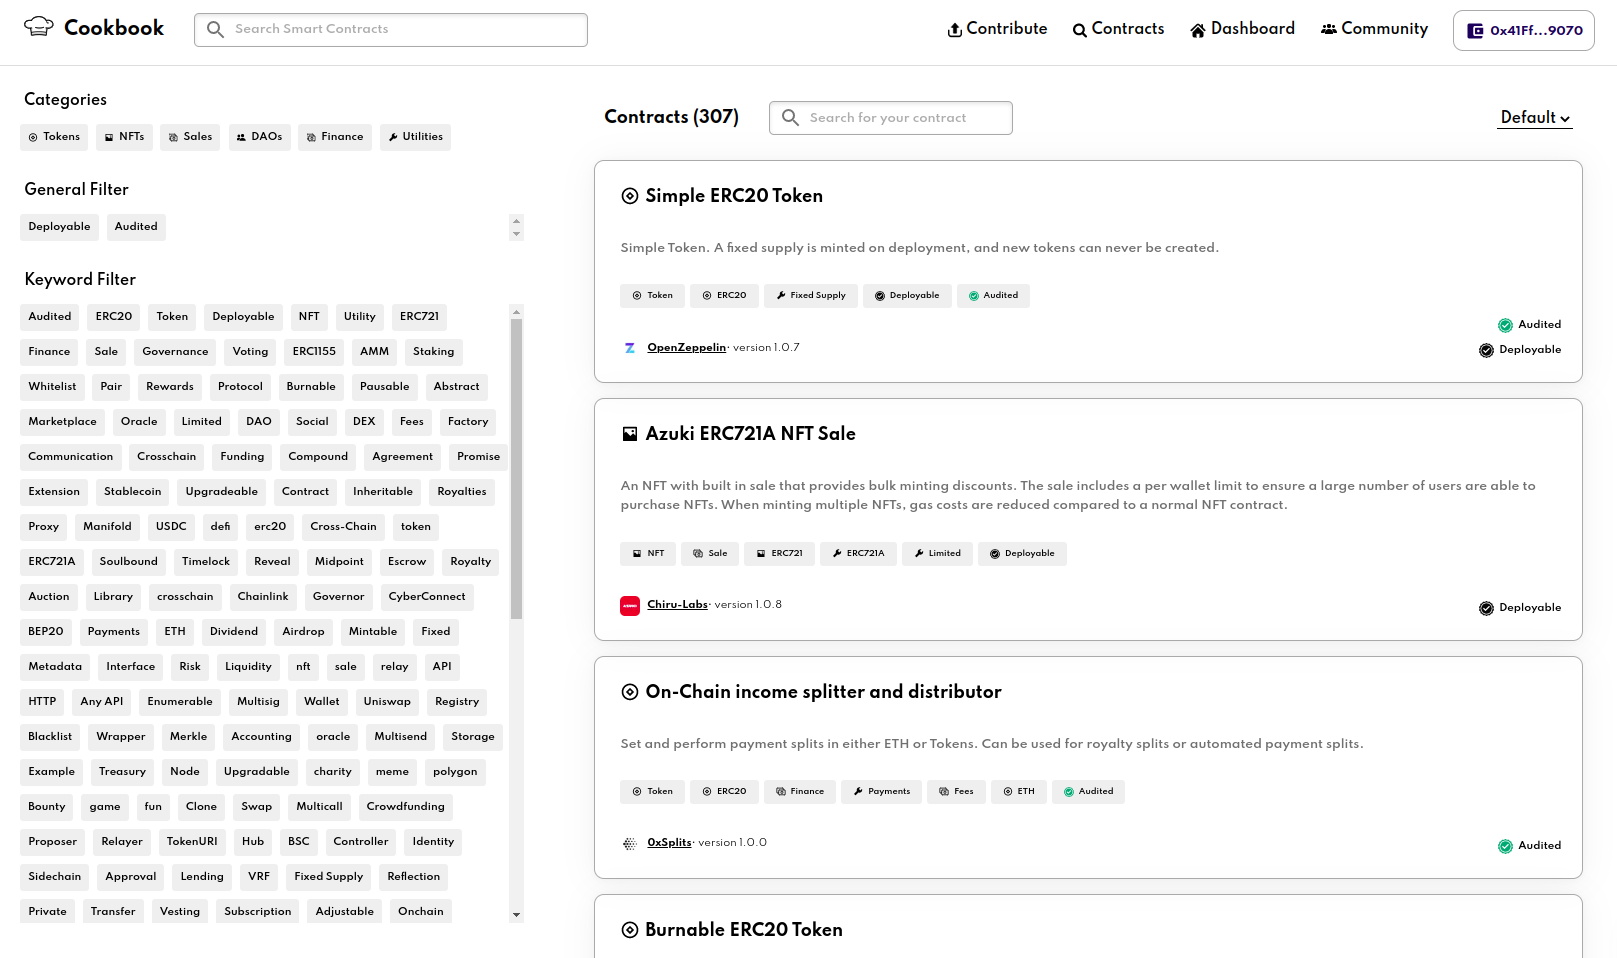 Cookbook
Search Smart Contracts
Contribute
Contracts
Dashboard
Community
0x41Ff...9070
Categories
Tokens NFTs Sales DAOs Finance Utilities
General Filter
Deployable Audited
Keyword Filter
Audited ERC20 Token Deployable NFT Utility ERC721
Finance Sale Governance Voting ERC1155 AMM Staking
Whitelist Pair Rewards Protocol Burnable Pausable Abstract
Marketplace Oracle Limited DAO Social DEX Fees Factory
Communication Crosschain Funding Compound Agreement Promise
Extension Stablecoin Upgradeable Contract Inheritable Royalties
Proxy Manifold USDC defi erc20 Cross-Chain token
ERC721A Soulbound Timelock Reveal Midpoint Escrow Royalty
Auction Library crosschain Chainlink Governor CyberConnect
BEP20 Payments ETH Dividend Airdrop Mintable Fixed
Metadata Interface Risk Liquidity nft sale relay API
HTTP Any API Enumerable Multisig Wallet Uniswap Registry
Blacklist Wrapper Merkle Accounting oracle Multisend Storage
Example Treasury Node Upgradable charity meme polygon
Bounty game fun Clone Swap Multicall Crowdfunding
Proposer Relayer TokenURI Hub BSC Controller Identity
Sidechain Approval Lending VRF Fixed Supply Reflection
Private Transfer Vesting Subscription Adjustable Onchain
Contracts (307)
Search for your contract
Default
Simple ERC20 Token
Simple Token. A fixed supply is minted on deployment, and new tokens can never be created.
Token ERC20 Fixed Supply Deployable Audited
Audited
OpenZeppelin · version 1.0.7
Deployable
Azuki ERC721A NFT Sale
An NFT with built in sale that provides bulk minting discounts. The sale includes a per wallet limit to ensure a large number of users are able to
purchase NFTs. When minting multiple NFTs, gas costs are reduced compared to a normal NFT contract.
NFT Sale ERC721 ERC721A Limited Deployable
Chiru-Labs · version 1.0.8
Deployable
On-Chain income splitter and distributor
Set and perform payment splits in either ETH or Tokens. Can be used for royalty splits or automated payment splits.
Token ERC20 Finance Payments Fees ETH Audited
0xSplits · version 1.0.0
Audited
Burnable ERC20 Token